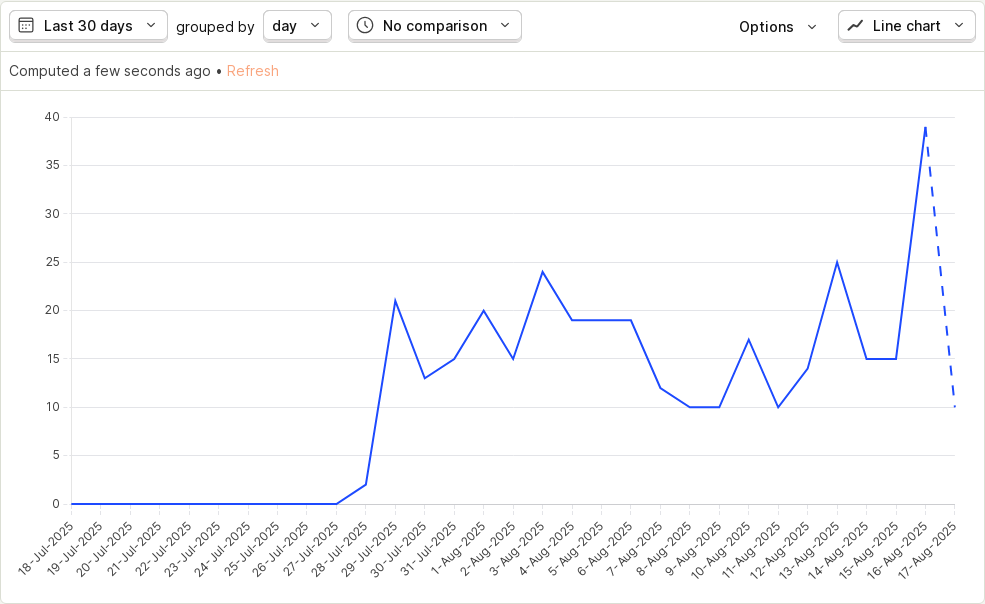 Last 30 days grouped by day No comparison Options Line chart
Computed a few seconds ago • Refresh
40
35
30
25
20
15
10
5
0
18-Jul-2025
19-Jul-2025
20-Jul-2025
21-Jul-2025
22-Jul-2025
23-Jul-2025
24-Jul-2025
25-Jul-2025
26-Jul-2025
27-Jul-2025
28-Jul-2025
29-Jul-2025
30-Jul-2025
31-Jul-2025
1-Aug-2025
2-Aug-2025
3-Aug-2025
4-Aug-2025
5-Aug-2025
6-Aug-2025
7-Aug-2025
8-Aug-2025
9-Aug-2025
10-Aug-2025
11-Aug-2025
12-Aug-2025
13-Aug-2025
14-Aug-2025
15-Aug-2025
16-Aug-2025
17-Aug-2025